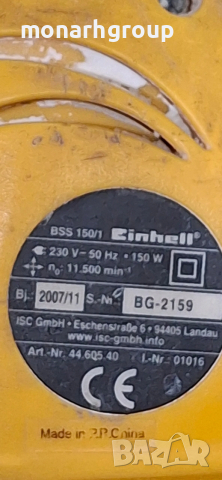 monarhgroup
BSS 150/1 Einhell®
230 V~ 50 Hz • 150 W
n₀: 11.500 min⁻¹
Bj.: 2007/11 S.-Nr.: BG-2159
ISC GmbH • Eschenstraße 6 • 94405 Landau
www.isc-gmbh.info
Art.-Nr. 44.605.40 I.-Nr.: 01016
CE
Made in P.R.China
BAZAR.bg